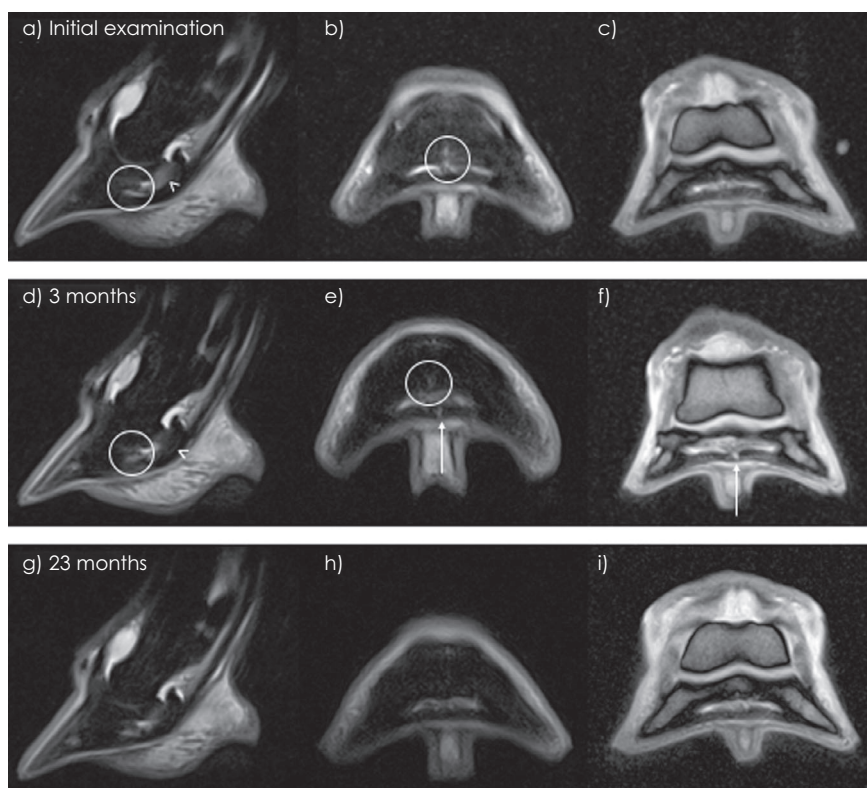 a) Initial examination
b)
c)
d) 3 months
e)
f)
g) 23 months
h)
i)